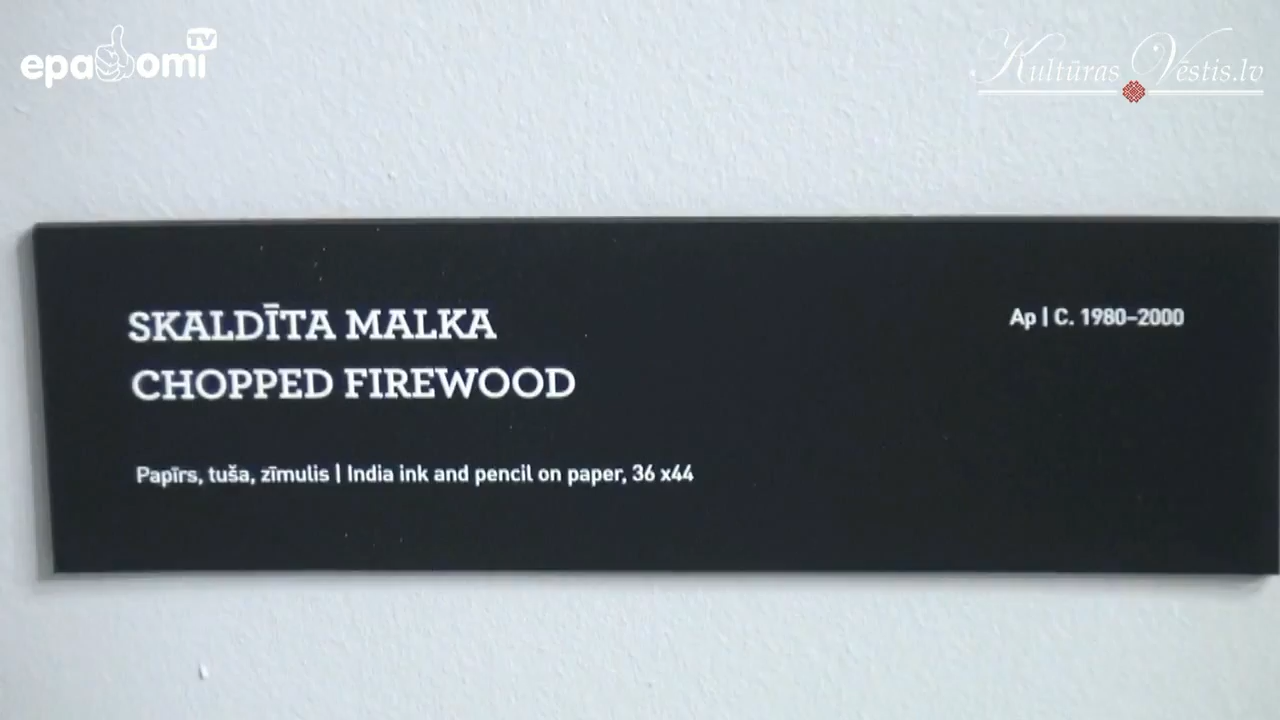 epadomi TV
Kultūras Vēstis.lv
SKALDĪTA MALKA
Ap | C. 1980–2000
CHOPPED FIREWOOD
Papīrs, tuša, zīmulis | India ink and pencil on paper, 36 x44